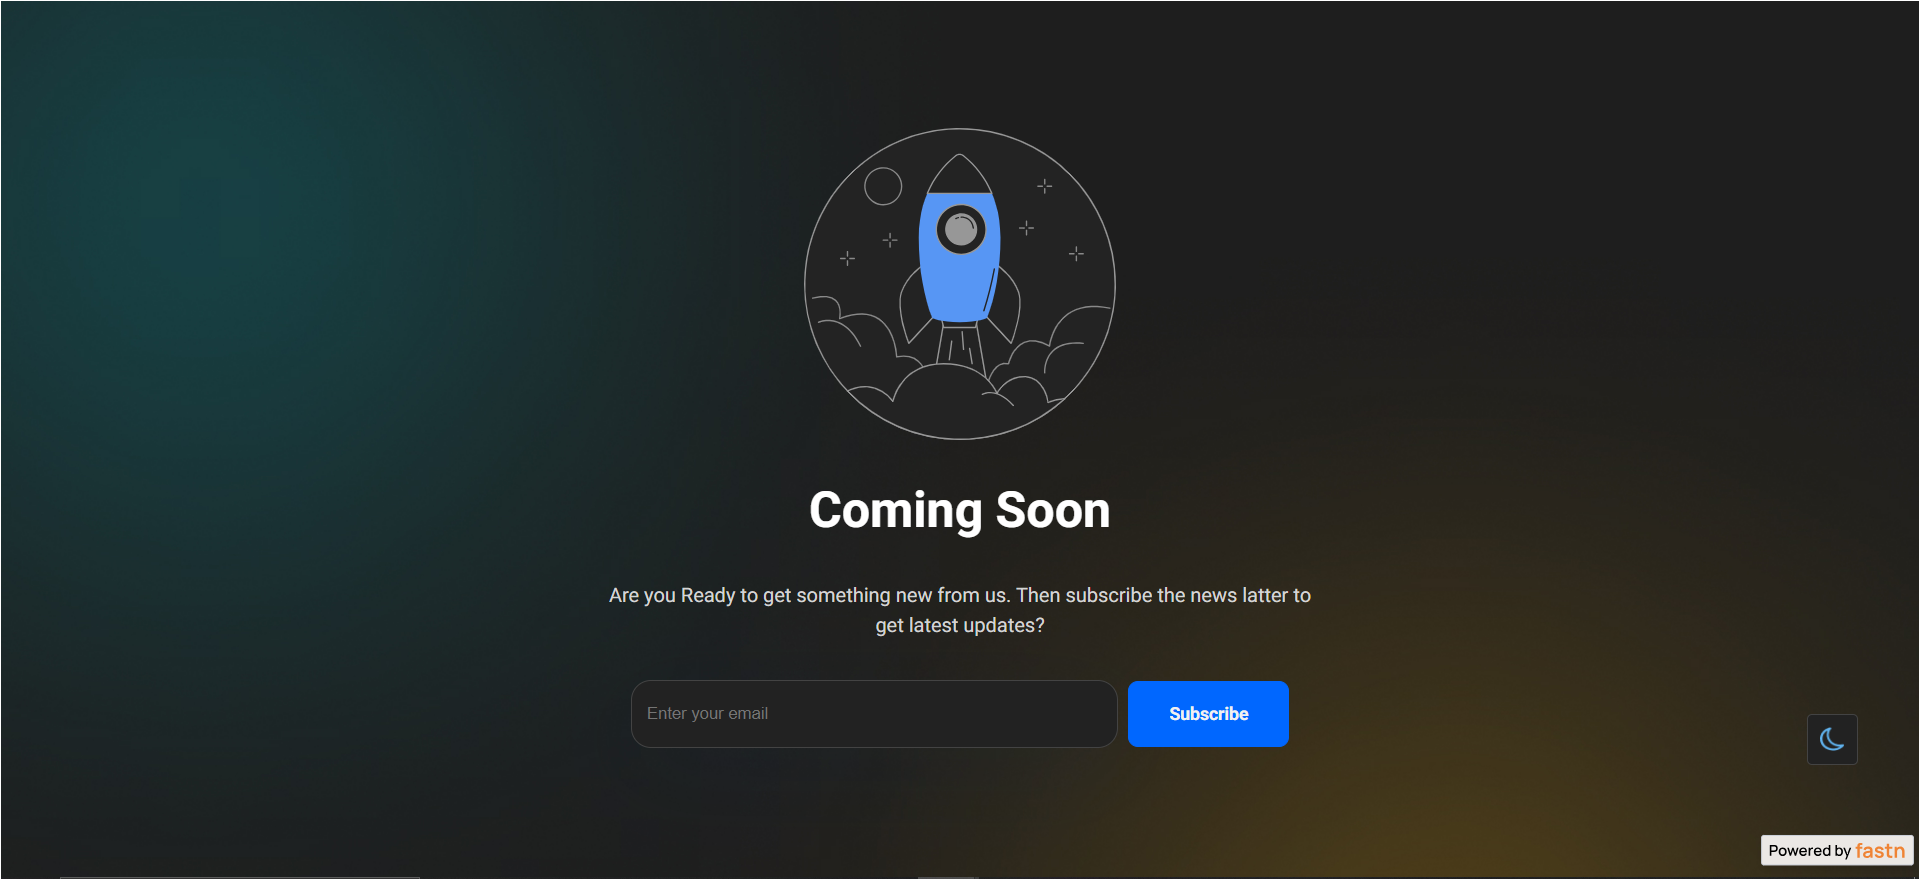 Coming Soon
Are you Ready to get something new from us. Then subscribe the news latter to
get latest updates?
Enter your email
Subscribe
Powered by fastn